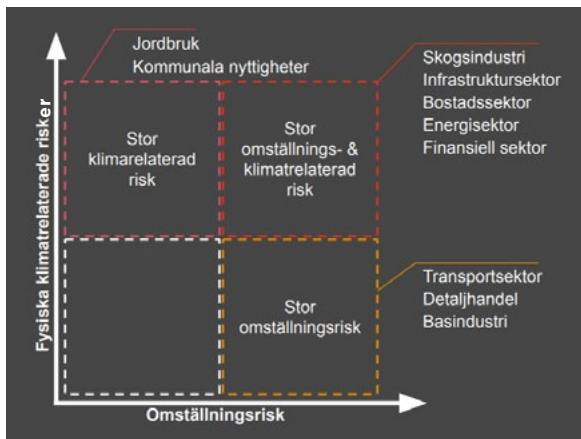 Jordbruk
Kommunala nyttigheter
Skogsindustri
Infrastruktursektor
Bostadssektor
Energisektor
Finansiell sektor
Fysiska klimatrelaterade risker
Stor
klimarelaterad
risk
Stor
omställnings- &
klimatrelaterad
risk
Stor
omställningsrisk
Transportsektor
Detaljhandel
Basindustri
Omställningsrisk